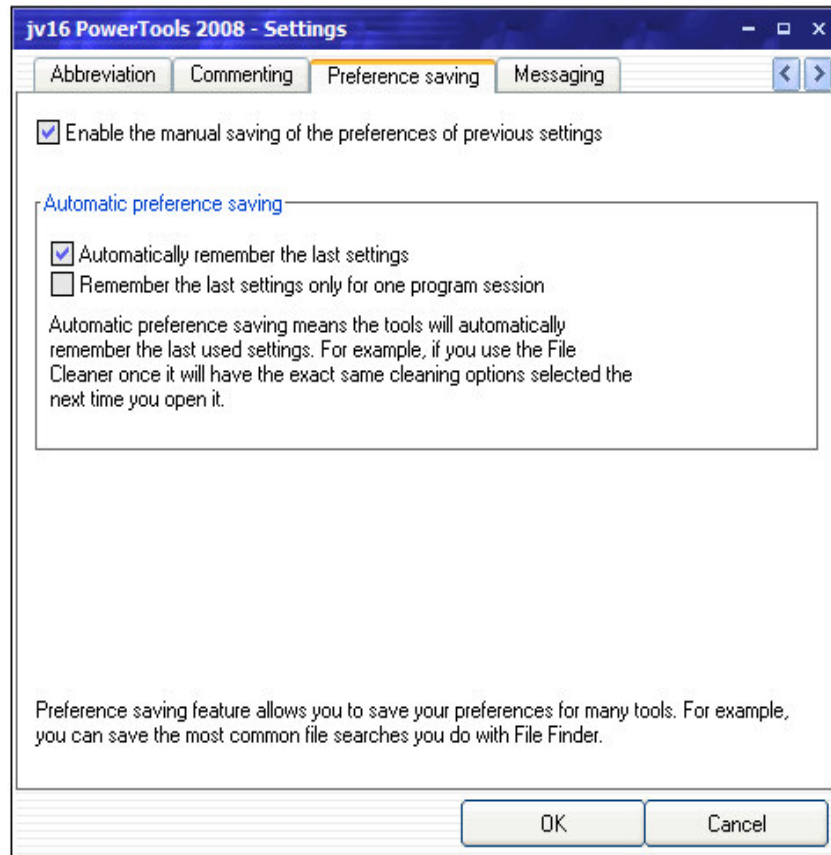 jv16 PowerTools 2008 - Settings
Abbreviation
Commenting
Preference saving
Messaging
Enable the manual saving of the preferences of previous settings
Automatic preference saving
Automatically remember the last settings
Remember the last settings only for one program session
Automatic preference saving means the tools will automatically
remember the last used settings. For example, if you use the File
Cleaner once it will have the exact same cleaning options selected the
next time you open it.
Preference saving feature allows you to save your preferences for many tools. For example,
you can save the most common file searches you do with File Finder.
OK
Cancel